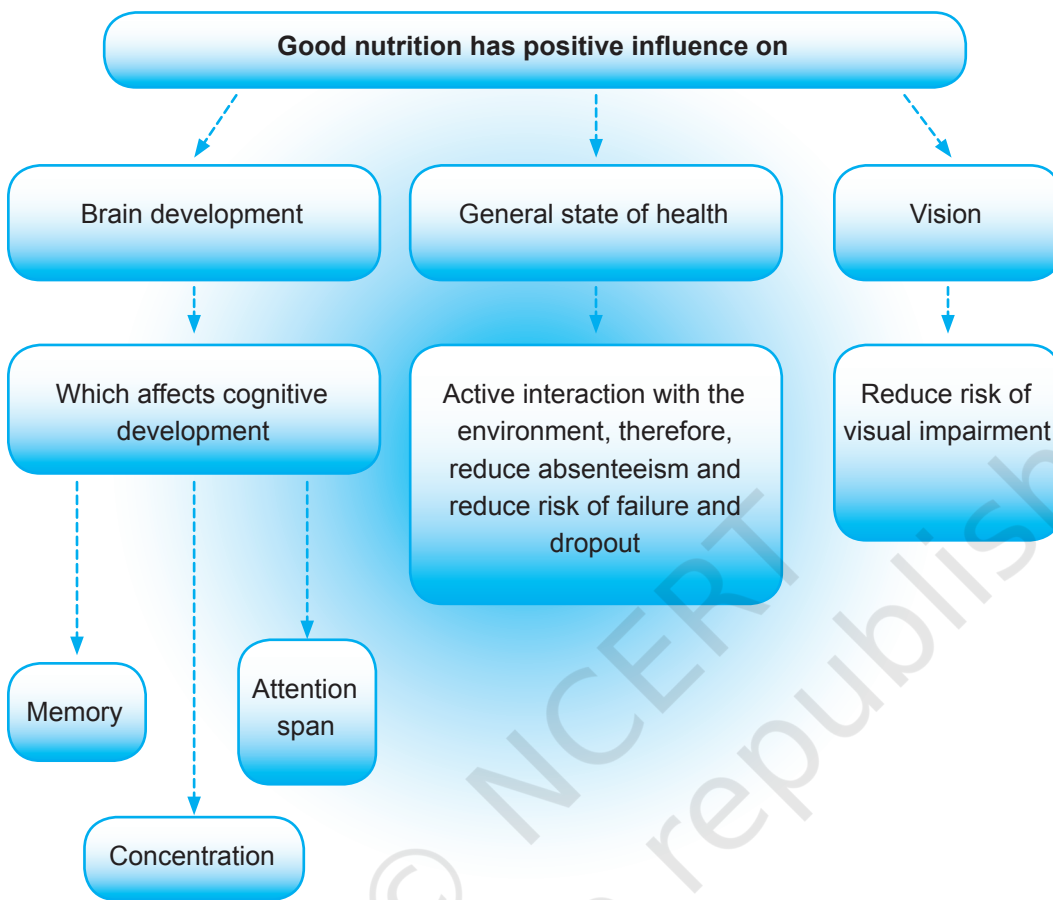 Good nutrition has positive influence on
Brain development
General state of health
Vision
Which affects cognitive
development
Active interaction with the
environment, therefore,
reduce absenteeism and
reduce risk of failure and
dropout
Reduce risk of
visual impairment
Memory
Attention
span
Concentration
© NCERT
republish